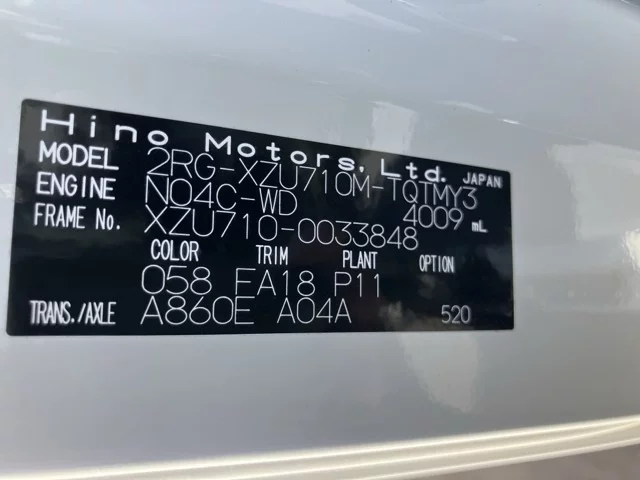 Hino Motors, Ltd. JAPAN
MODEL 2RG-XZU710M-TQTMY3
ENGINE N04C-WD 4009 mL
FRAME No. XZU710-0033848
COLOR TRIM PLANT OPTION
058 FA18 P11
TRANS./AXLE A860E A04A 520